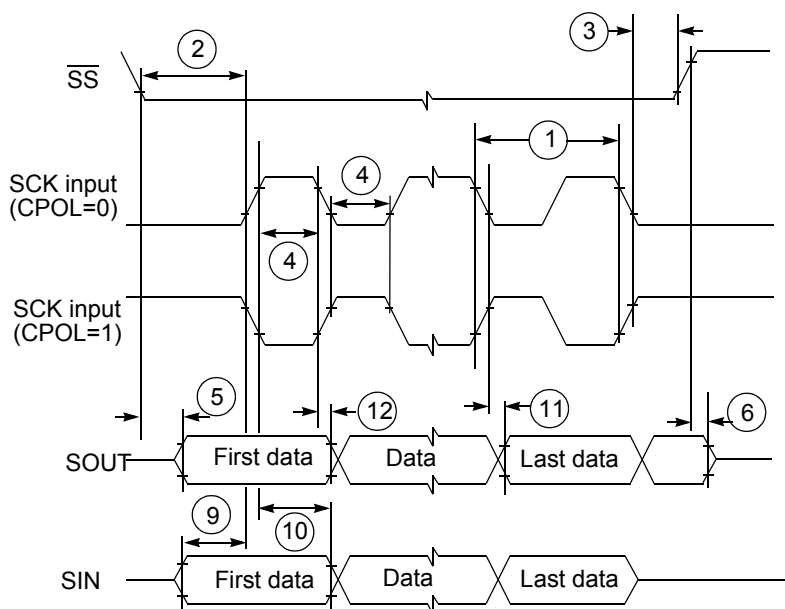 3
2
SS
1
SCK input
(CPOL=0)
4
4
SCK input
(CPOL=1)
5
12
11
6
SOUT
First data
Data
Last data
9
10
SIN
First data
Data
Last data